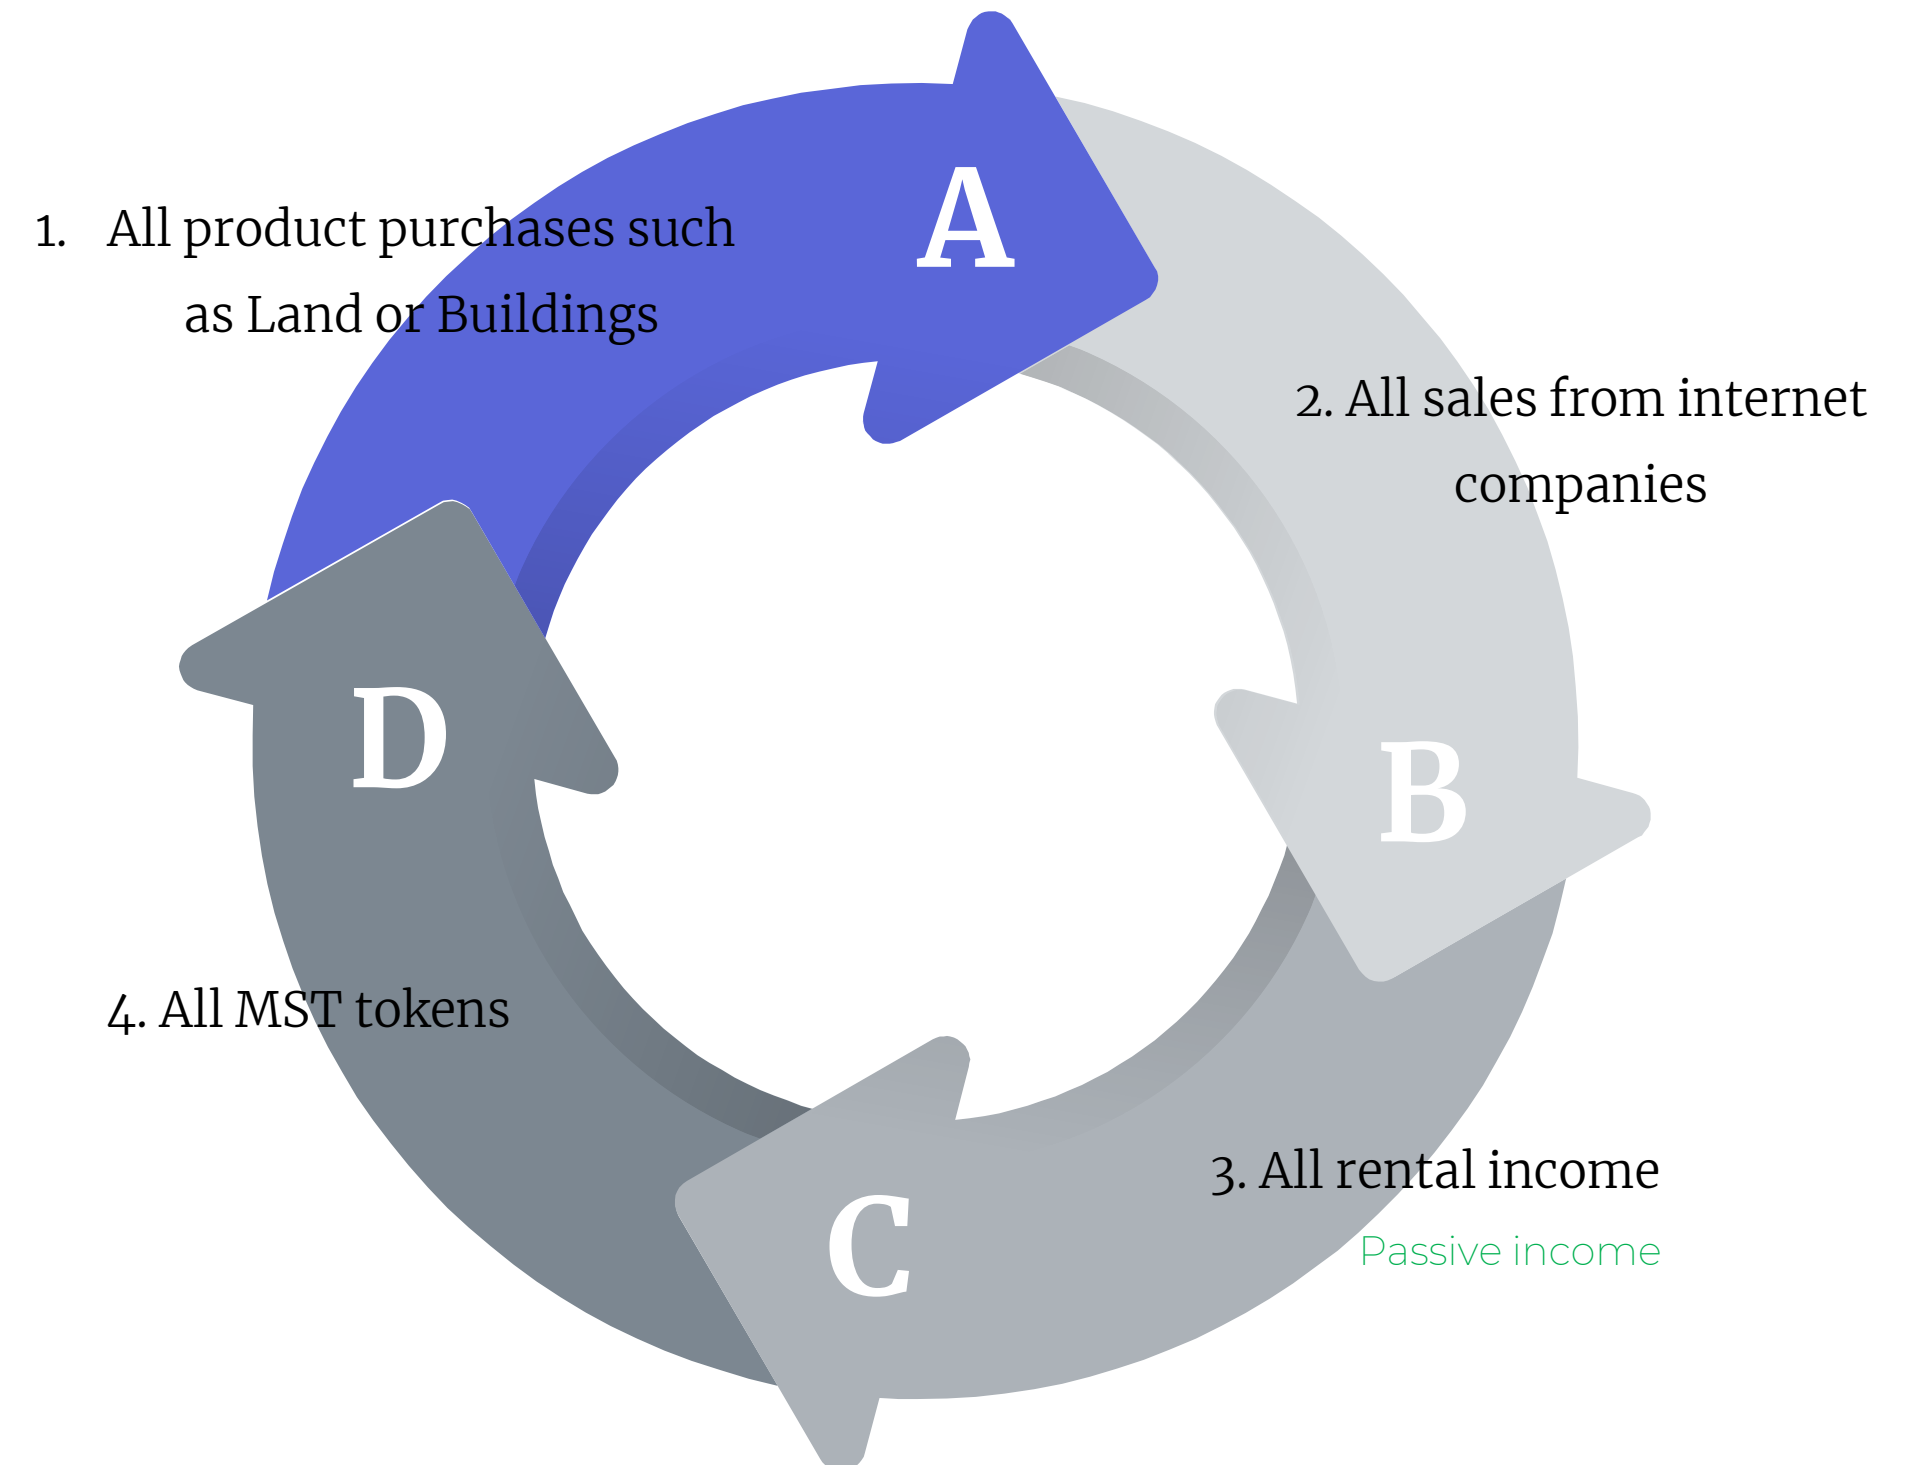 A
1. All product purchases such
as Land or Buildings
2. All sales from internet
companies
D
B
4. All MST tokens
3. All rental income
Passive income
C